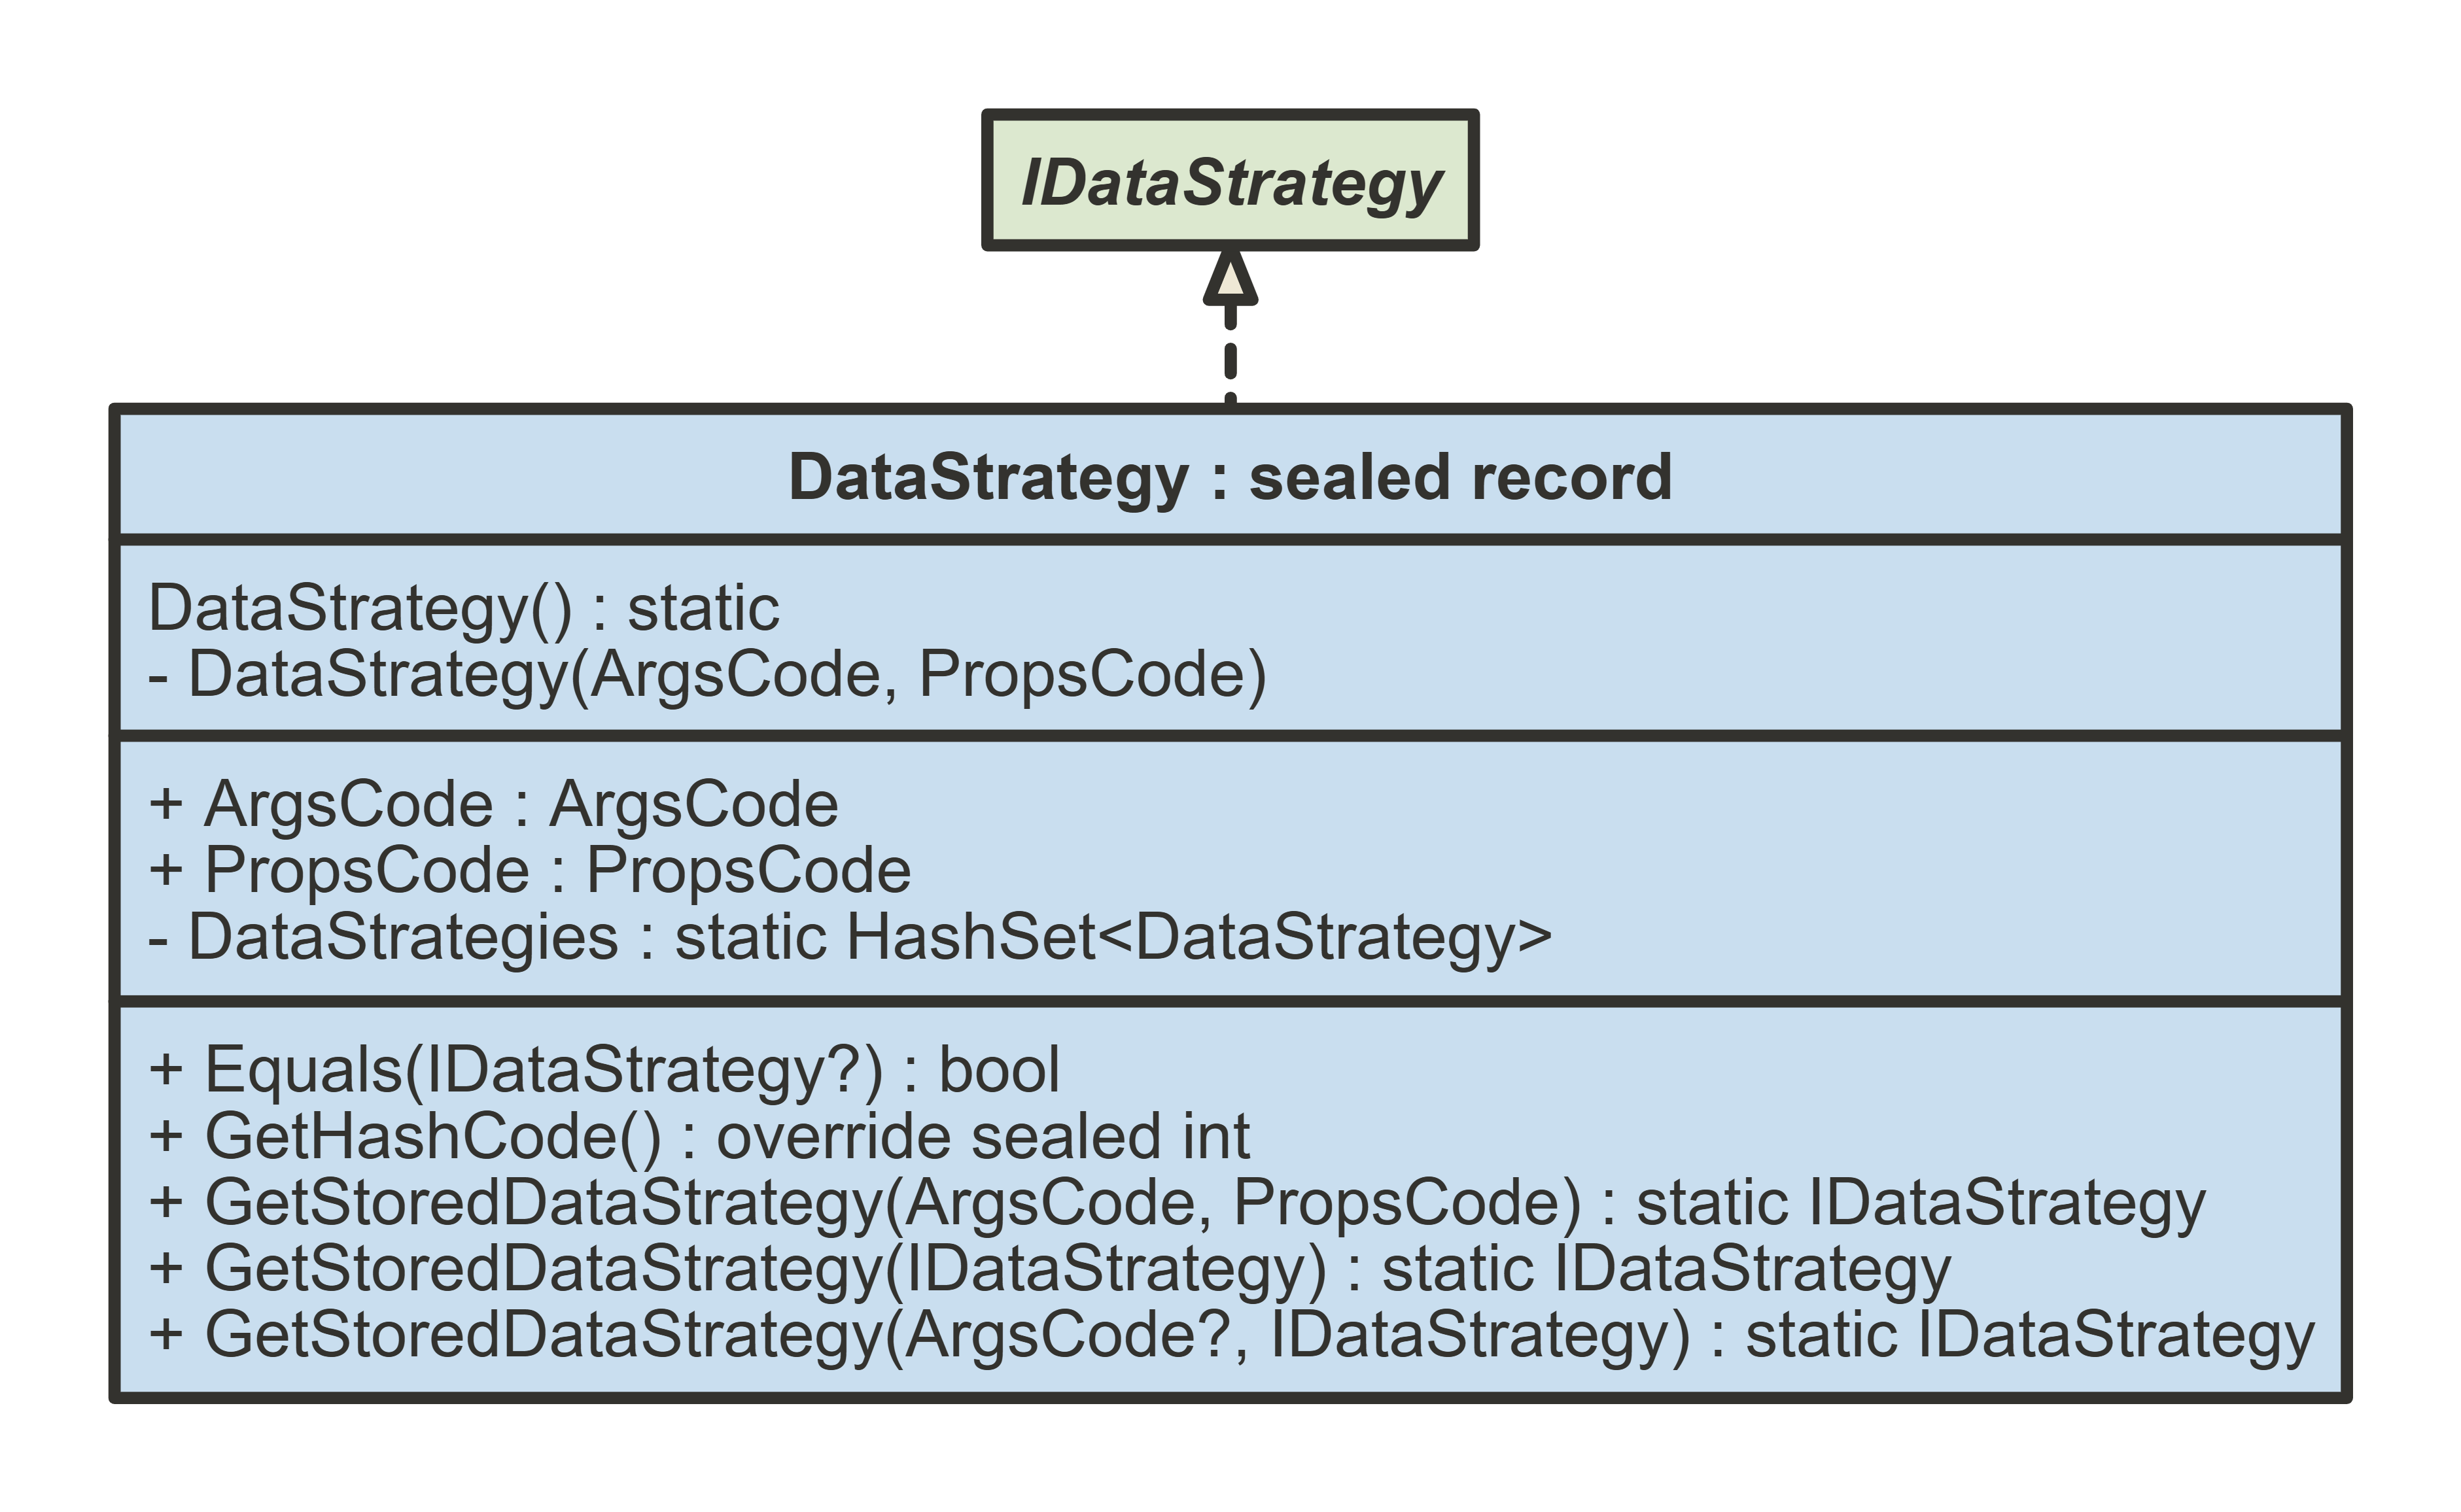 IDataStrategy
DataStrategy : sealed record
DataStrategy() : static
- DataStrategy(ArgsCode, PropsCode)
+ ArgsCode : ArgsCode
+ PropsCode : PropsCode
- DataStrategies : static HashSet<DataStrategy>
+ Equals(IDataStrategy?) : bool
+ GetHashCode() : override sealed int
+ GetStoredDataStrategy(ArgsCode, PropsCode) : static IDataStrategy
+ GetStoredDataStrategy(IDataStrategy) : static IDataStrategy
+ GetStoredDataStrategy(ArgsCode?, IDataStrategy) : static IDataStrategy